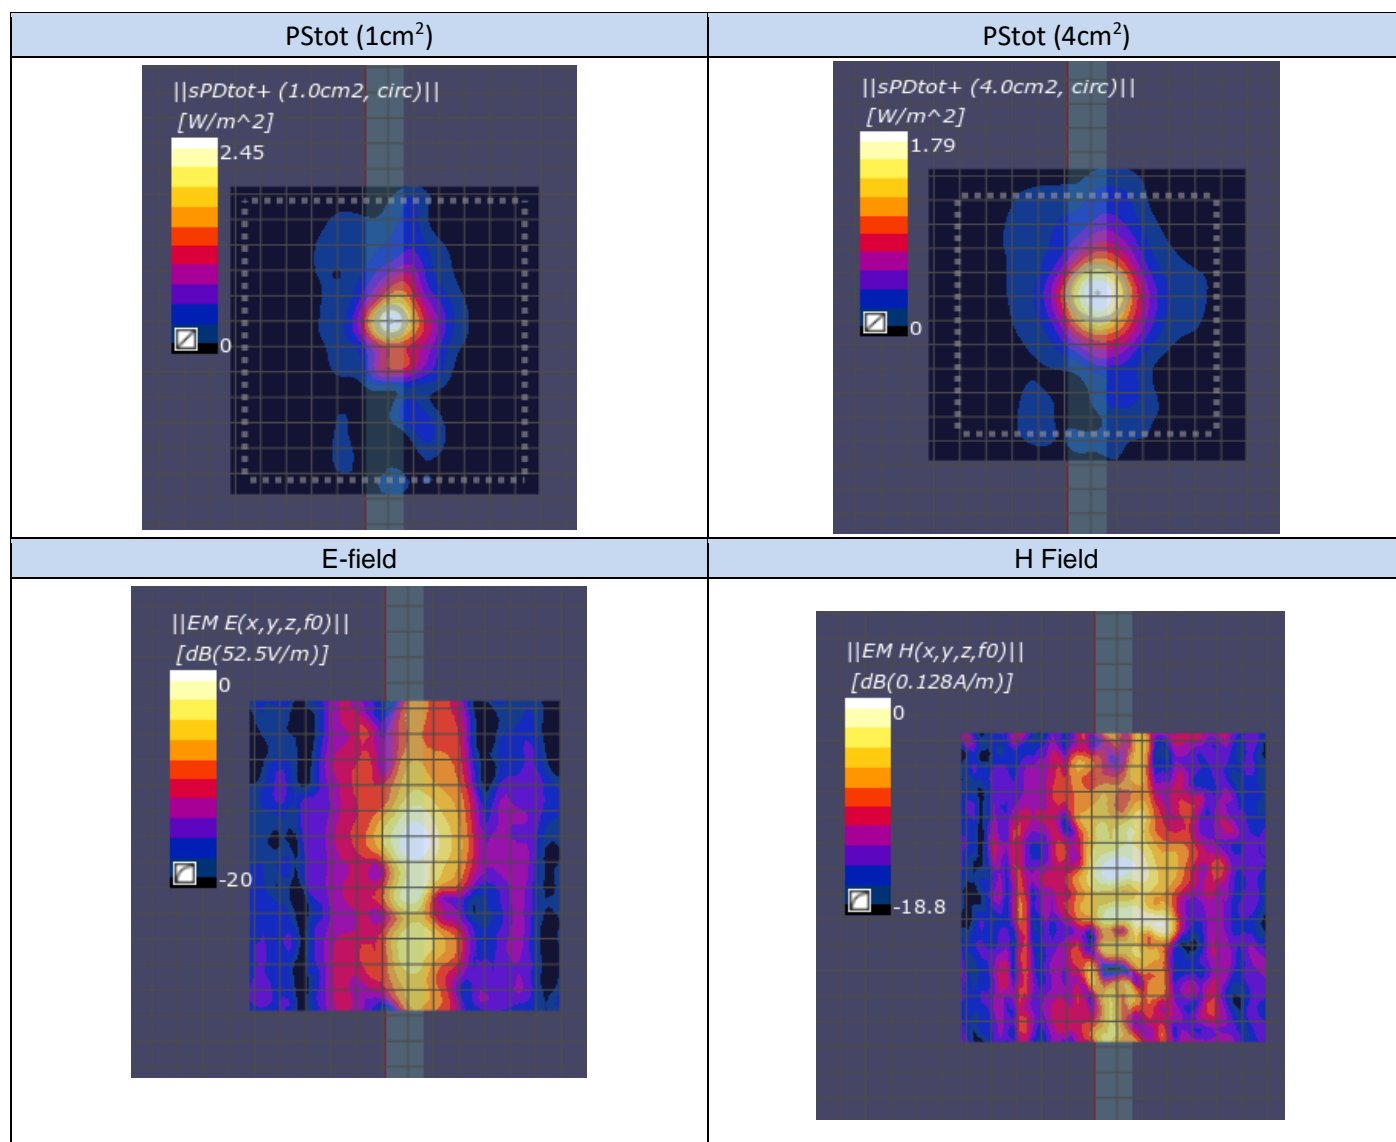 PStot (1cm²)
PStot (4cm²)
||sPDtot+ (1.0cm2, circ)||
[W/m^2]
2.45
0
||sPDtot+ (4.0cm2, circ)||
[W/m^2]
1.79
0
E-field
H Field
||EM E(x,y,z,f0)||
[dB(52.5V/m)]
0
-20
||EM H(x,y,z,f0)||
[dB(0.128A/m)]
0
-18.8